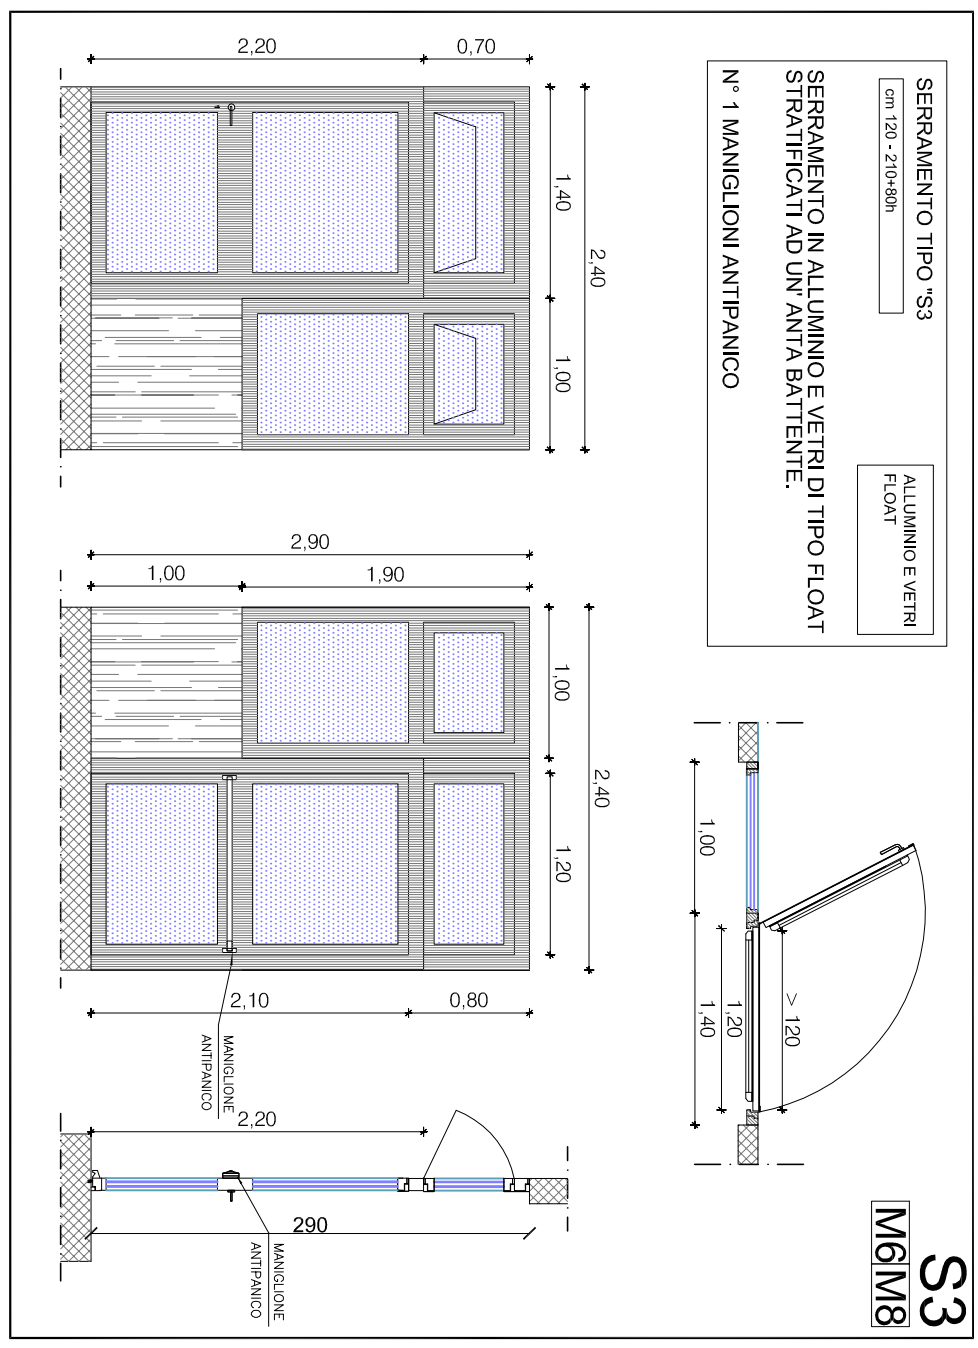 S3
M6 M8
SERRAMENTO TIPO "S3
cm 120 - 210+80h
ALLUMINIO E VETRI
FLOAT
SERRAMENTO IN ALLUMINIO E VETRI DI TIPO FLOAT
STRATIFICATI AD UN' ANTA BATTENTE.
N° 1 MANIGLIONI ANTIPANICO
2,20
0,70
1,40
2,40
1,00
2,90
1,00
1,90
1,00
2,40
1,20
2,10
0,80
MANIGLIONE
ANTIPANICO
1,00
> 120
1,20
1,40
2,20
290
MANIGLIONE
ANTIPANICO